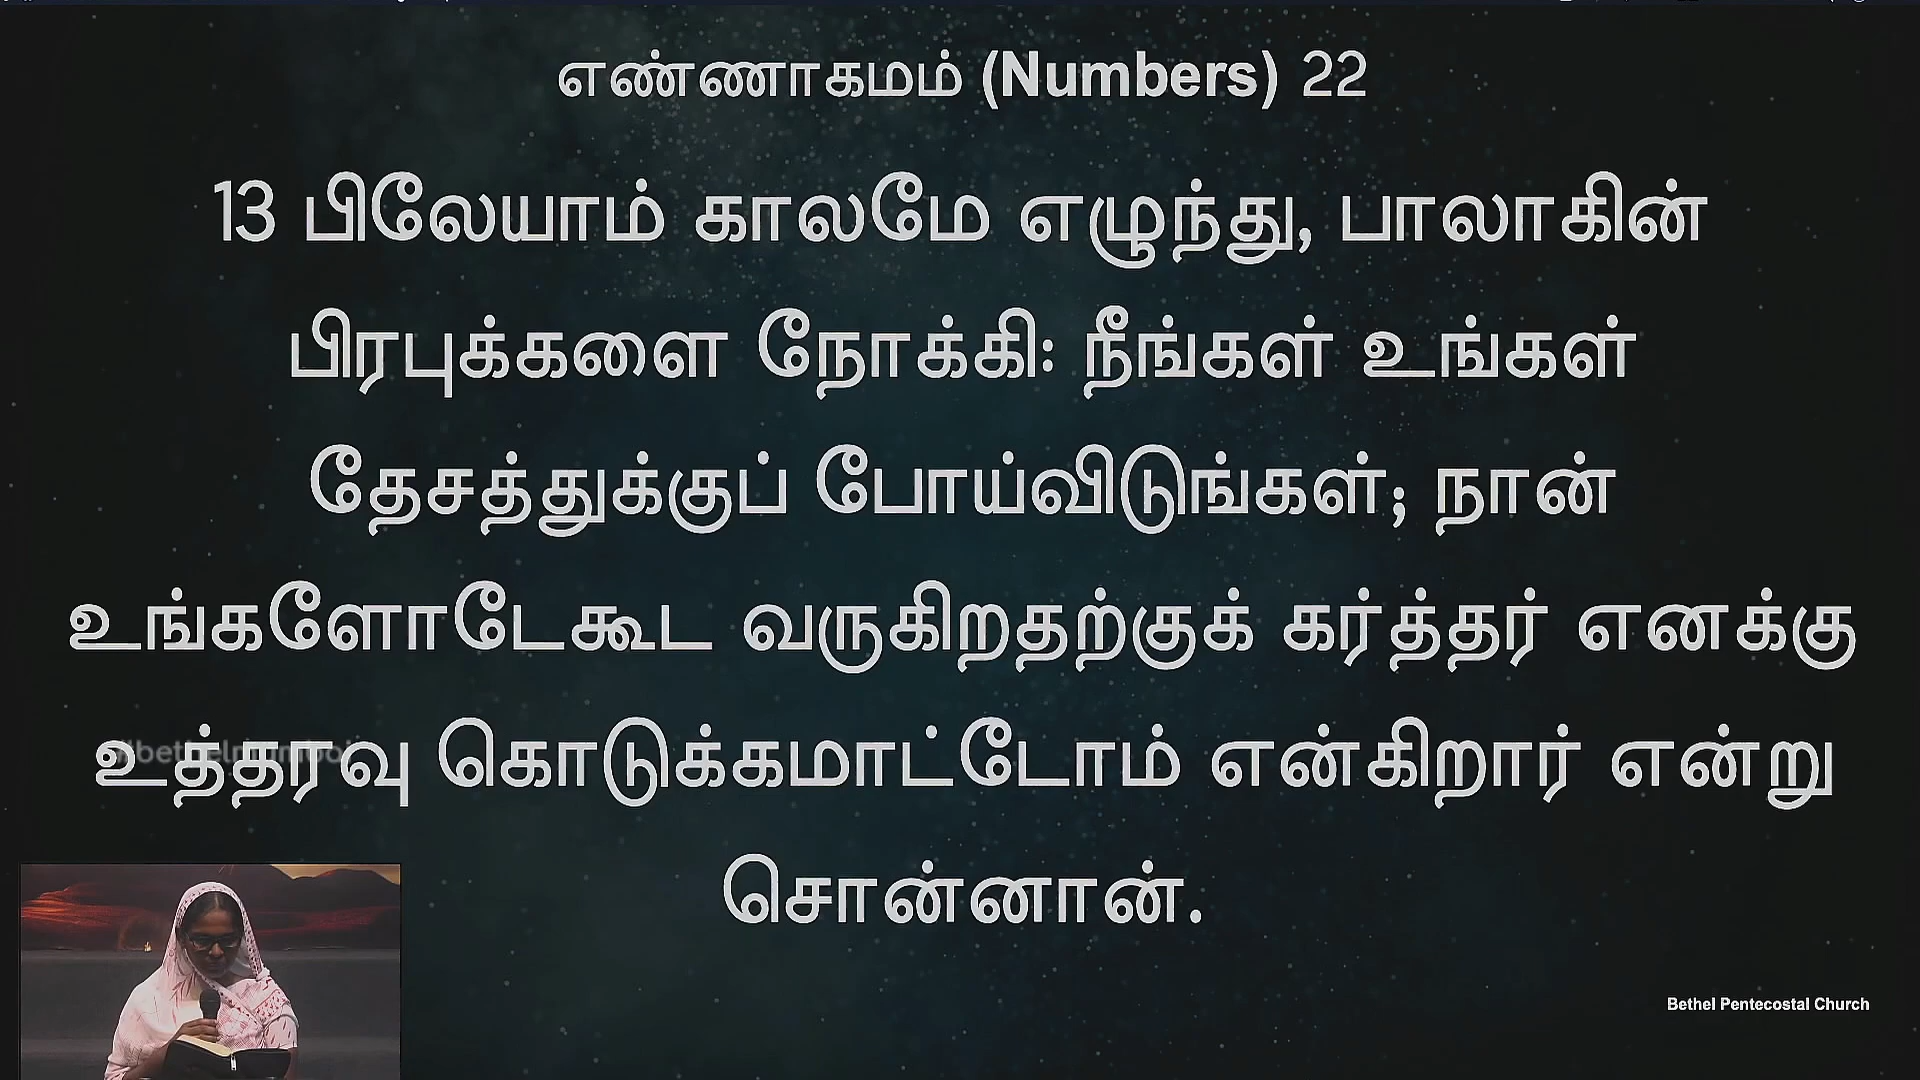 எண்ணாகமம் (Numbers) 22
13 பிலேயாம் காலமே எழுந்து, பாலாகின்
பிரபுக்களை நோக்கி: நீங்கள் உங்கள்
தேசத்துக்குப் போய்விடுங்கள்; நான்
உங்களோடேகூட வருகிறதற்குக் கர்த்தர் எனக்கு
உத்தரவு கொடுக்கமாட்டோம் என்கிறார் என்று
சொன்னான்.
Bethel Pentecostal Church